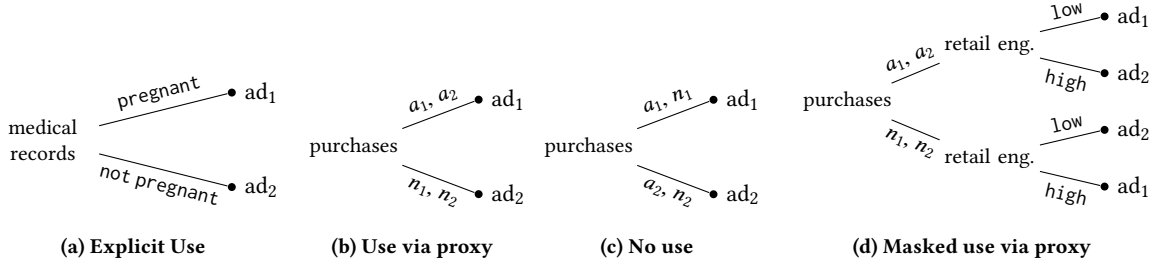 medical
records
pregnant
not pregnant
ad₁
ad₂
(a) Explicit Use
purchases
a₁, a₂
n₁, n₂
ad₁
ad₂
(b) Use via proxy
purchases
a₁, n₁
a₂, n₂
ad₁
ad₂
(c) No use
purchases
a₁, a₂
n₁, n₂
retail eng.
low
ad₁
high
ad₂
retail eng.
low
ad₂
high
ad₁
(d) Masked use via proxy